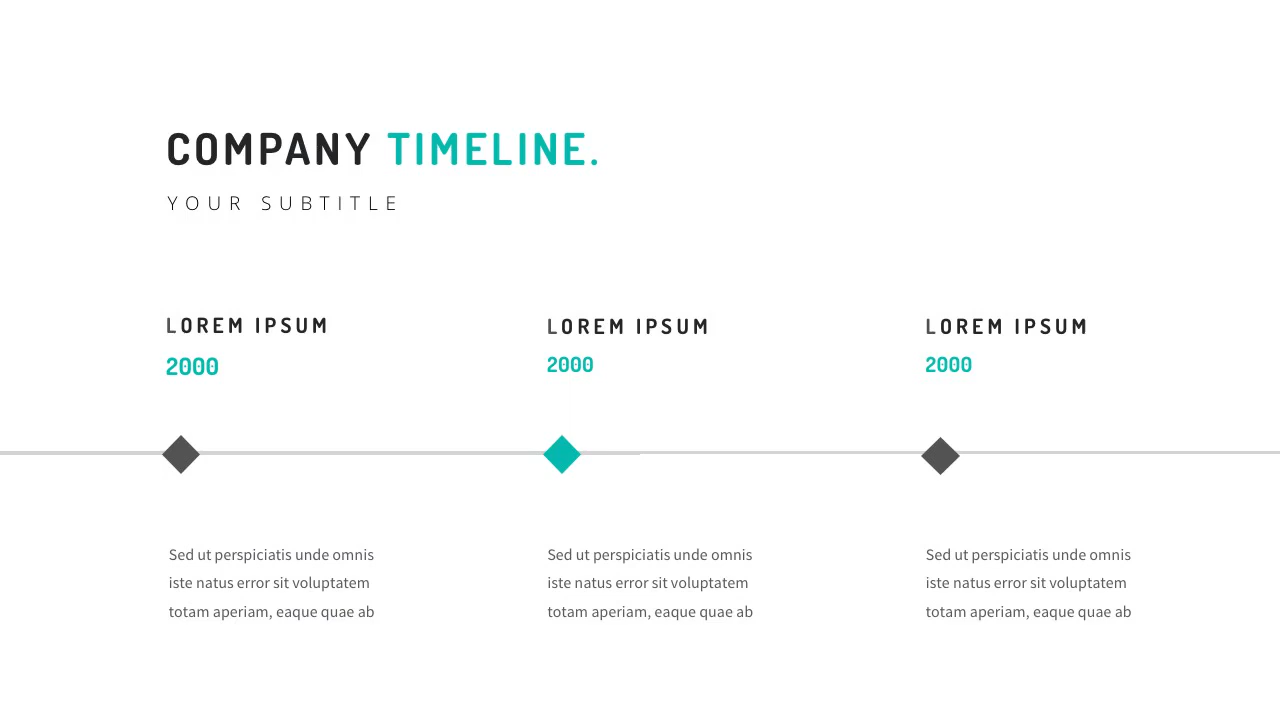 COMPANY TIMELINE.
YOUR SUBTITLE
LOREM IPSUM
2000
Sed ut perspiciatis unde omnis
iste natus error sit voluptatem
totam aperiam, eaque quae ab
LOREM IPSUM
2000
Sed ut perspiciatis unde omnis
iste natus error sit voluptatem
totam aperiam, eaque quae ab
LOREM IPSUM
2000
Sed ut perspiciatis unde omnis
iste natus error sit voluptatem
totam aperiam, eaque quae ab